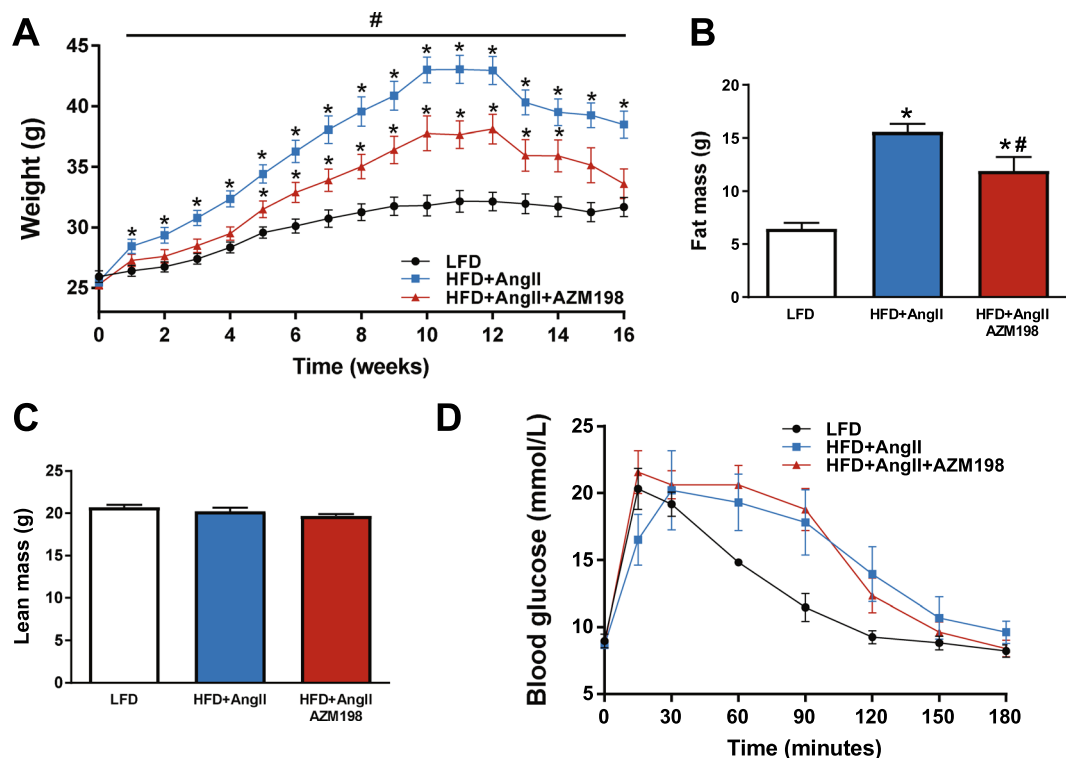 A
#
Weight (g)
45
40
35
30
25
* * * * * * * * * * * * * * * *
* * * * * * * * * *
LFD
HFD+AngII
HFD+AngII+AZM198
0 2 4 6 8 10 12 14 16
Time (weeks)
B
Fat mass (g)
20
15
10
5
0
*
*#
LFD
HFD+AngII
HFD+AngII
AZM198
C
Lean mass (g)
25
20
15
10
5
0
LFD
HFD+AngII
HFD+AngII
AZM198
D
Blood glucose (mmol/L)
25
20
15
10
5
LFD
HFD+AngII
HFD+AngII+AZM198
0 30 60 90 120 150 180
Time (minutes)